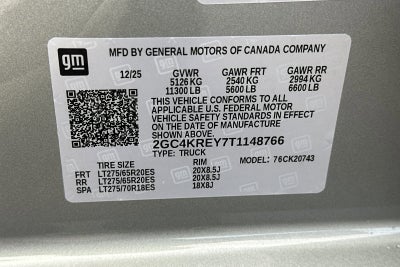 gm
MFD BY GENERAL MOTORS OF CANADA COMPANY
12/25 GVWR GAWR FRT GAWR RR
5126 KG 2540 KG 2994 KG
11300 LB 5600 LB 6600 LB
THIS VEHICLE CONFORMS TO ALL
APPLICABLE U.S. FEDERAL MOTOR
VEHICLE SAFETY STANDARDS IN EFFECT
ON THE DATE OF MANUFACTURE
SHOWN ABOVE.
2GC4KREY7T1148766
TYPE: TRUCK MODEL: 76CK20743
TIRE SIZE RIM
FRT LT275/65R20ES 20X8.5J
RR LT275/65R20ES 20X8.5J
SPA LT275/70R18ES 18X8J